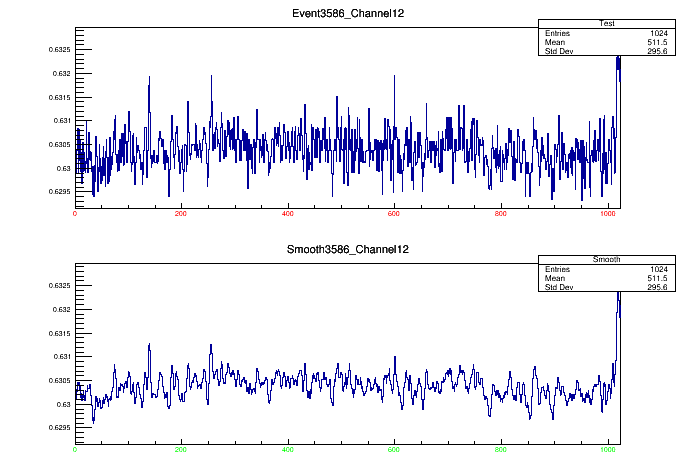 Event3586_Channel12
Test
Entries 1024
Mean 511.5
Std Dev 295.6
0.6325
0.632
0.6315
0.631
0.6305
0.63
0.6295
0 200 400 600 800 1000
Smooth3586_Channel12
Smooth
Entries 1024
Mean 511.5
Std Dev 295.6
0.6325
0.632
0.6315
0.631
0.6305
0.63
0.6295
0 200 400 600 800 1000